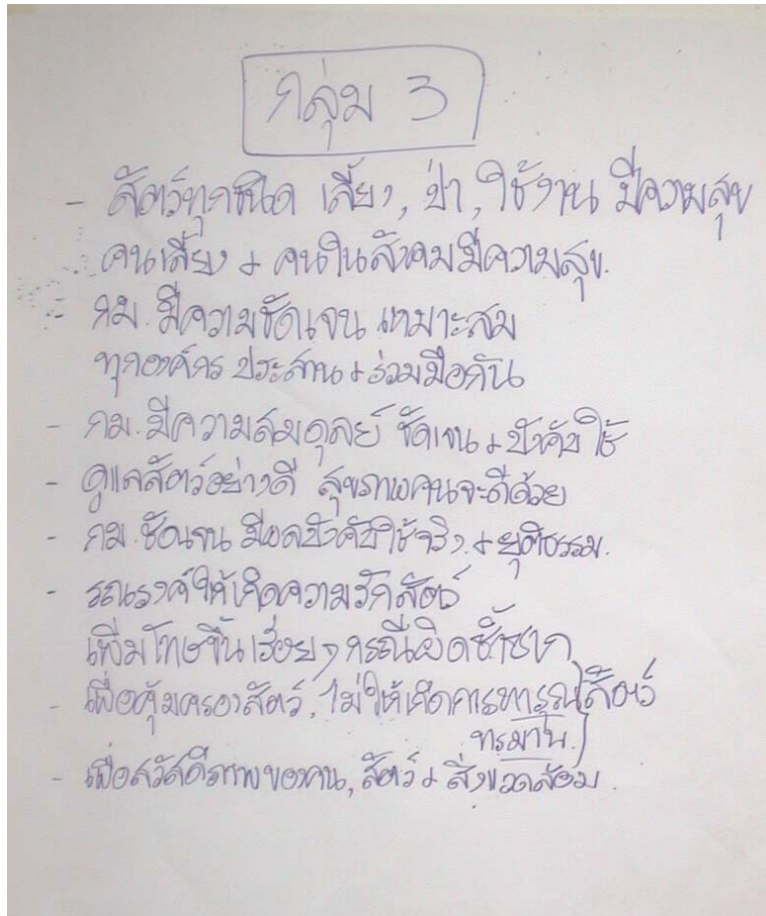 กลุ่ม 3
- สัตว์ทุกชนิด เลี้ยง, ป่า, ใช้งาน มีความสุข
คนเลี้ยง + คนในสังคมมีความสุข.
- กม. มีความชัดเจน เหมาะสม
ทุกองค์กร ประสาน + ร่วมมือกัน
- กม. มีความสมดุลย์ ชัดเจน + บังคับใช้
- ดูแลสัตว์อย่างดี สุขภาพคนจะดีด้วย
- กม. ชัดเจน มีผลบังคับใช้จริง + ยุติธรรม.
- รณรงค์ให้เกิดความรักสัตว์
เพิ่มโทษขึ้นเรื่อยๆ กรณีผิดซ้ำซาก
- เพื่อคุ้มครองสัตว์, ไม่ให้เกิดการทารุณสัตว์
ทรมาน
- เพื่อสวัสดิภาพของคน, สัตว์ + สิ่งแวดล้อม.